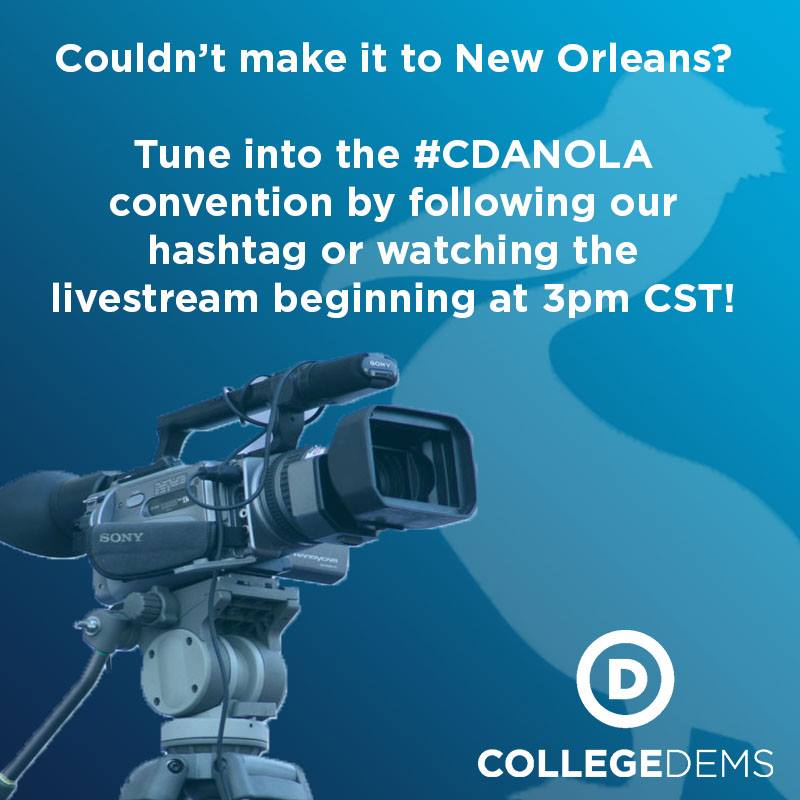 Couldn’t make it to New Orleans?
Tune into the #CDANOLA
convention by following our
hashtag or watching the
livestream beginning at 3pm CST!
SONY
SONY
HANDYCAM
D
COLLEGEDEMS